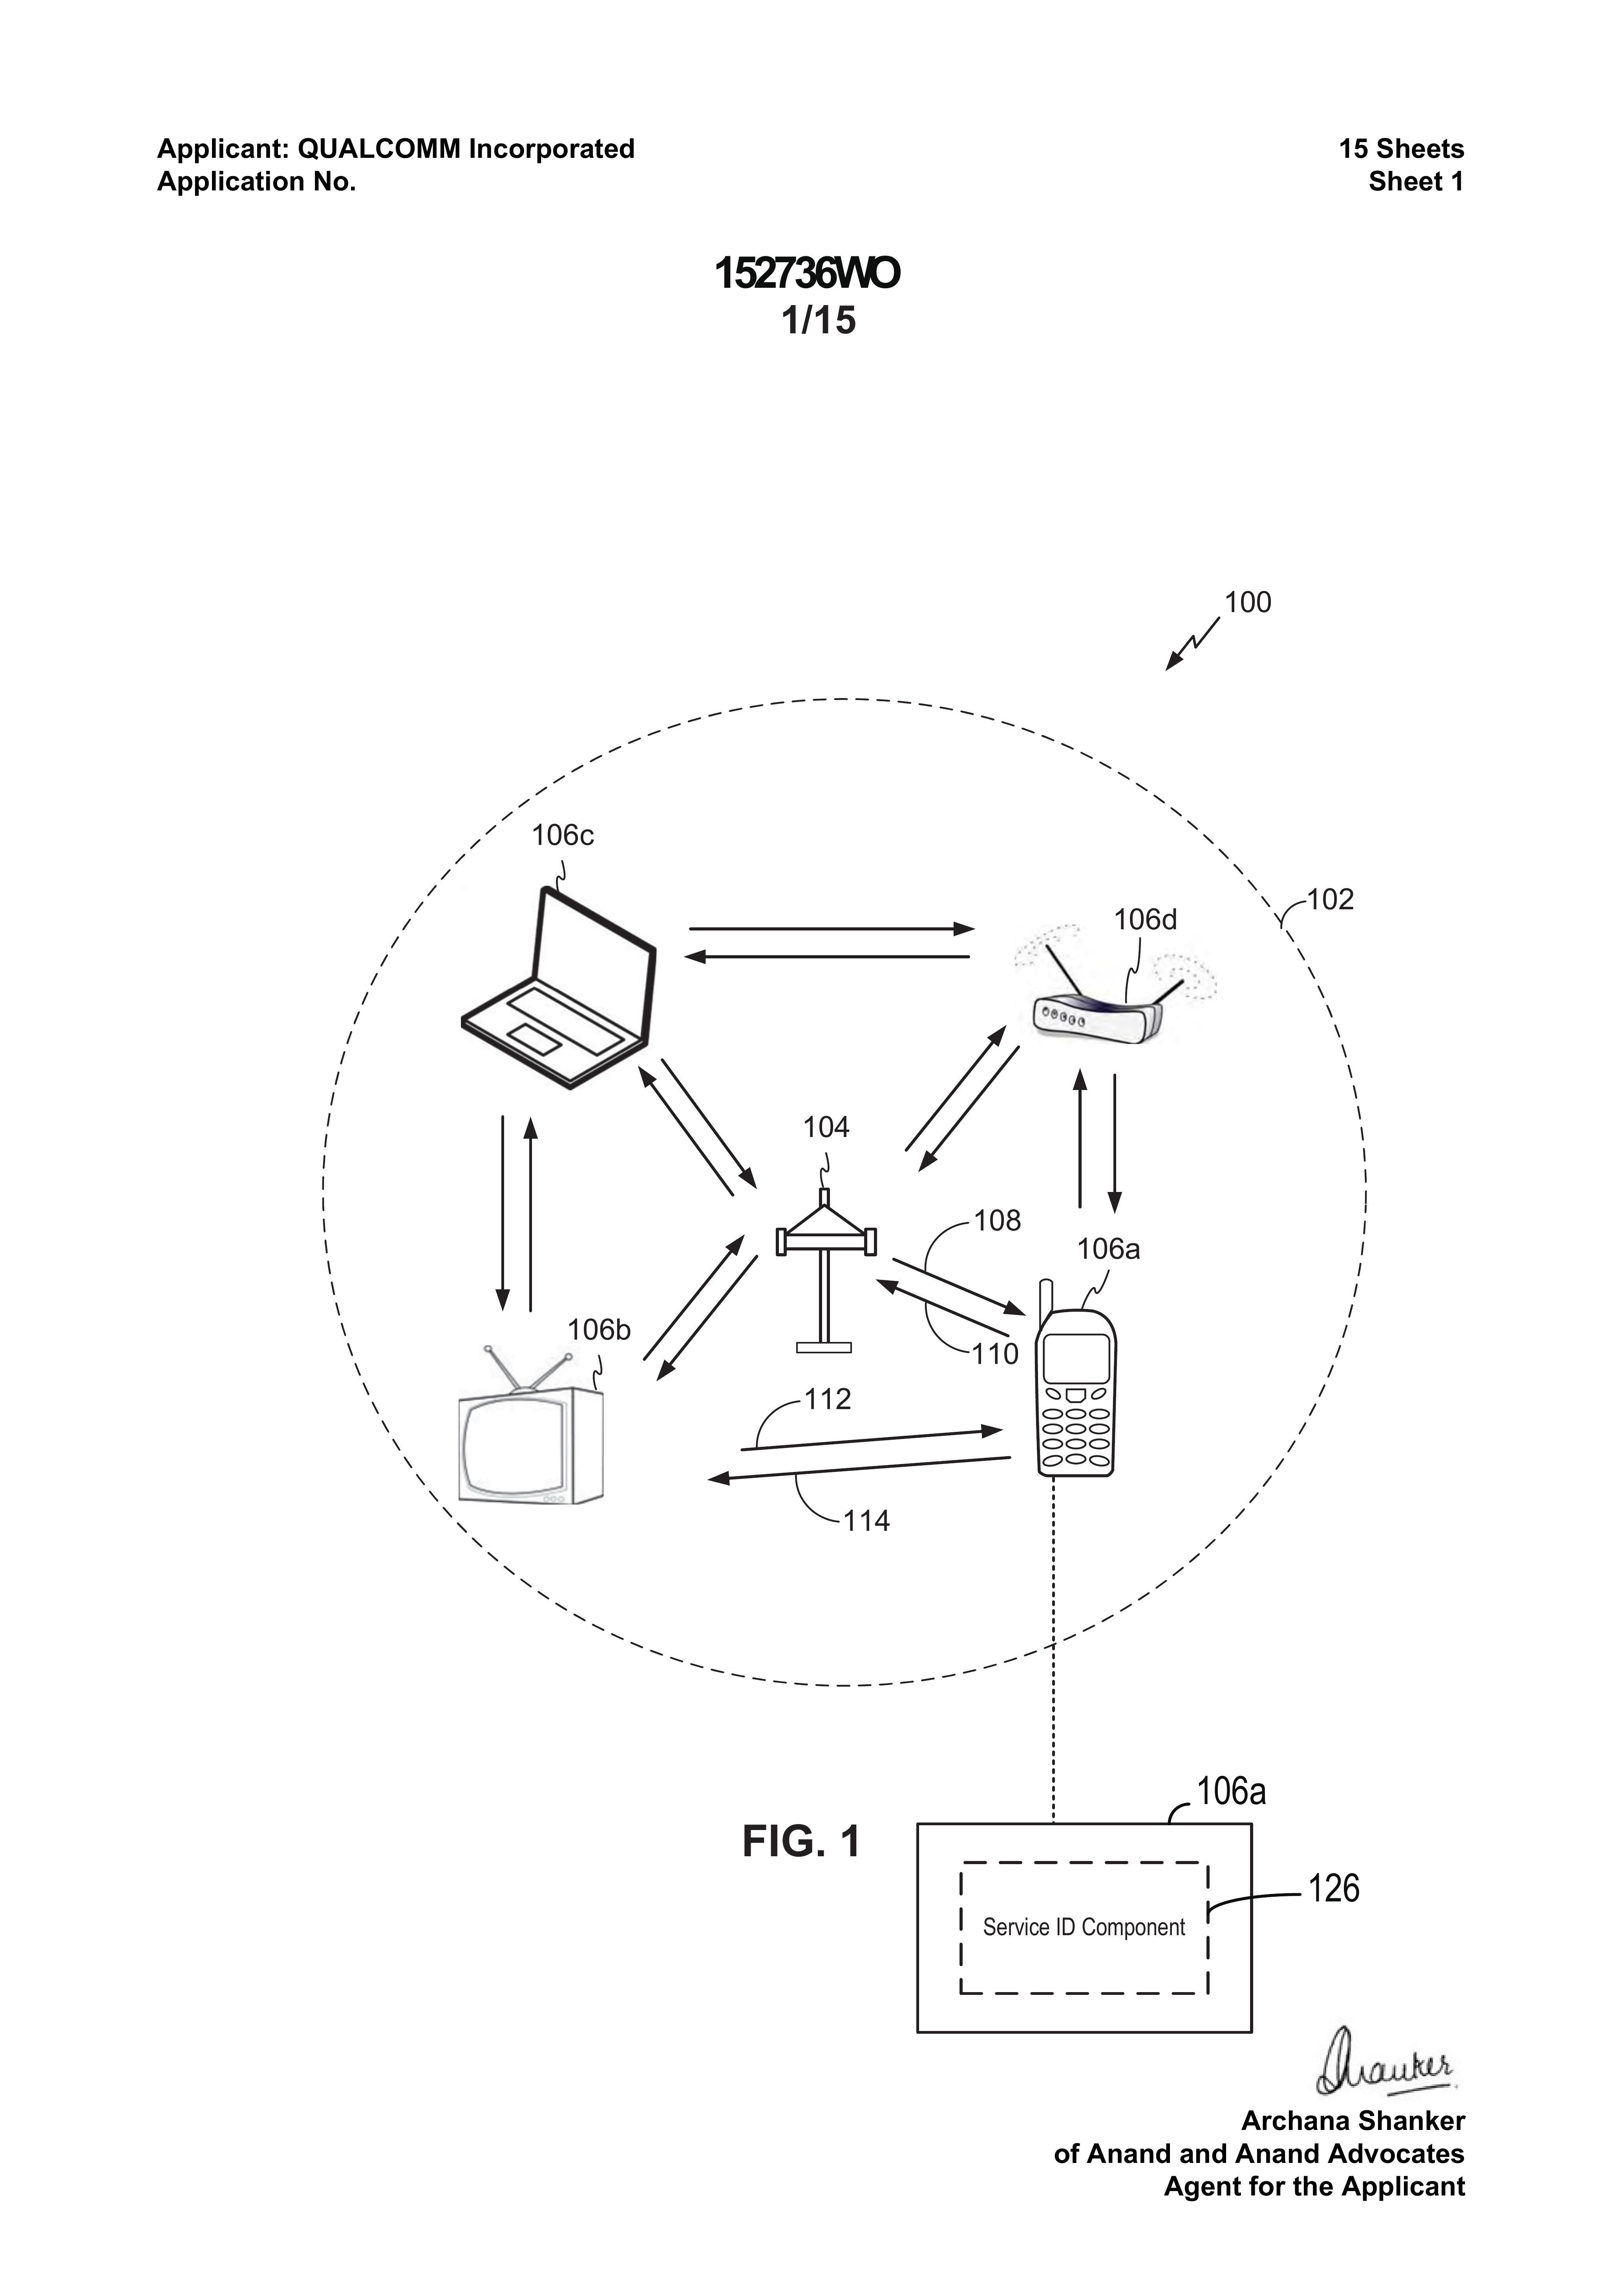 Applicant: QUALCOMM Incorporated
15 Sheets
Application No.
Sheet 1
152736WO
1/15
100
106c
102
106d
104
108
106a
106b
110
112
114
106a
FIG. 1
126
Service ID Component
Shanker
Archana Shanker
of Anand and Anand Advocates
Agent for the Applicant